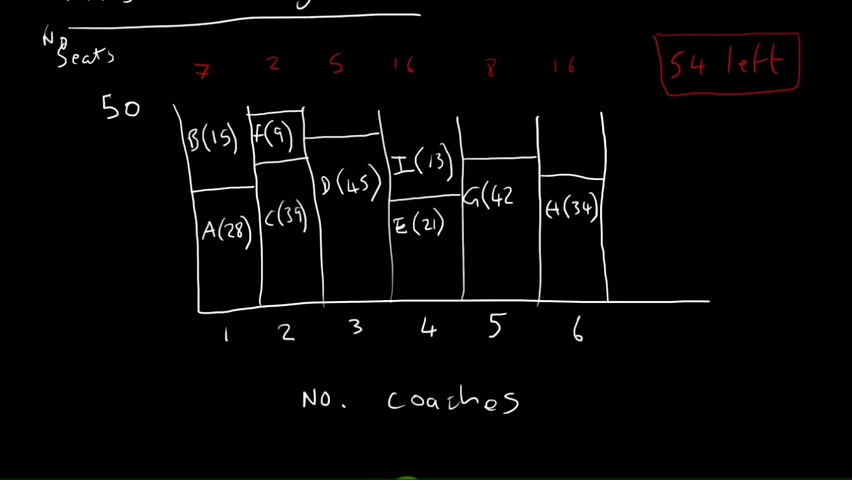 No
Seats
7 2 5 16 8 16
54 left
50
B(15) F(9)
D(45) I(13)
A(28) C(39) E(21) G(42 H(34)
1 2 3 4 5 6
No. coaches